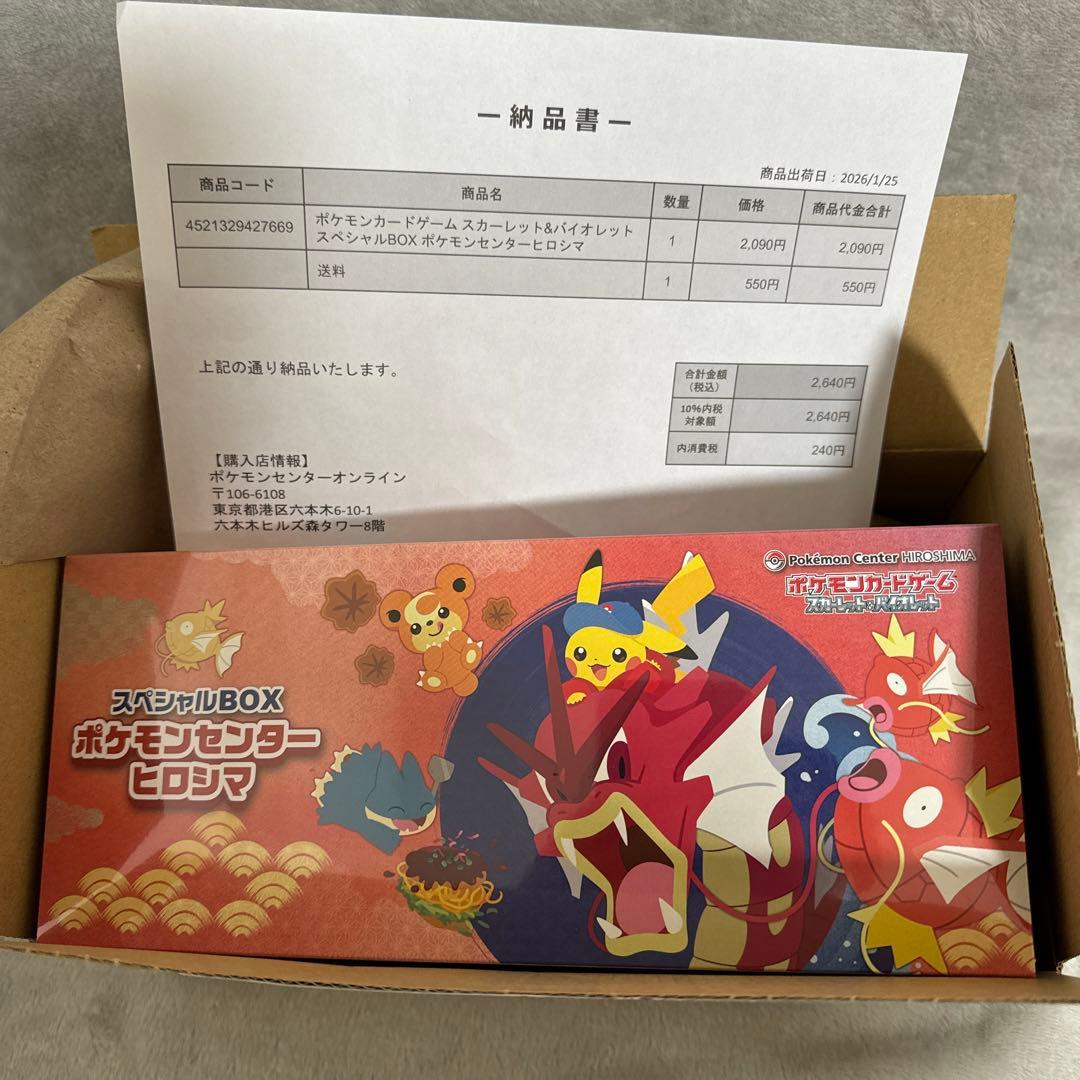 ー納品書ー
商品出荷日：2026/1/25
商品コード 商品名 数量 価格 商品代金合計
4521329427669 ポケモンカードゲーム スカーレット&バイオレット
スペシャルBOX ポケモンセンターヒロシマ 1 2,090円 2,090円
送料 1 550円 550円
上記の通り納品いたします。
合計金額
（税込） 2,640円
10%内税
対象額 2,640円
内消費税 240円
【購入店情報】
ポケモンセンターオンライン
〒106-6108
東京都港区六本木6-10-1
六本木ヒルズ森タワー8階
Pokémon Center HIROSHIMA
ポケモンカードゲーム
スカーレット&バイオレット
スペシャルBOX
ポケモンセンター
ヒロシマ